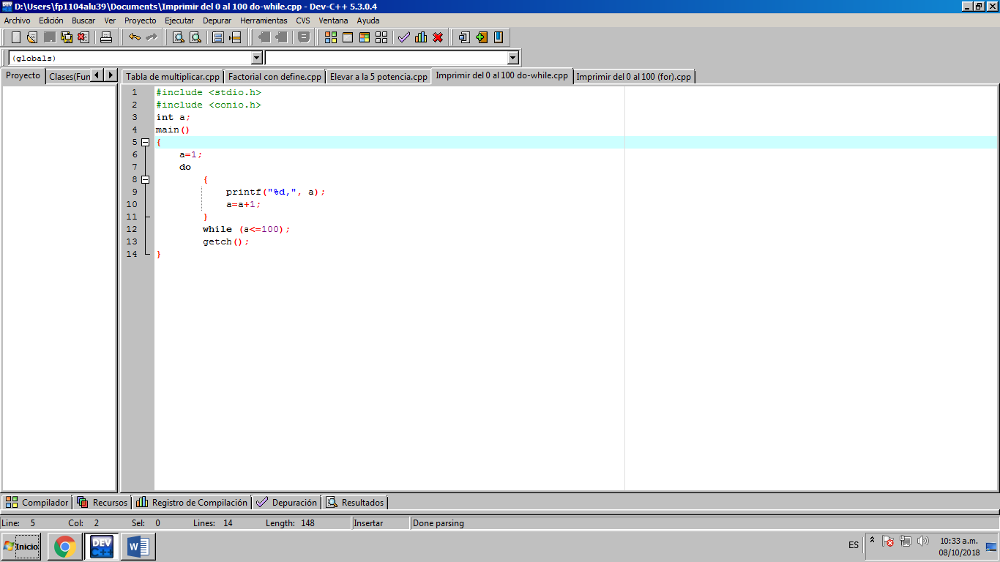 D:\Users\fp1104alu39\Documents\Imprimir del 0 al 100 do-while.cpp - Dev-C++ 5.3.0.4
Archivo Edición Buscar Ver Proyecto Ejecutar Depurar Herramientas CVS Ventana Ayuda
(globals)
Proyecto Clases(Fun Tabla de multiplicar.cpp Factorial con define.cpp Elevar a la 5 potencia.cpp Imprimir del 0 al 100 do-while.cpp Imprimir del 0 al 100 (for).cpp
1 #include <stdio.h>
2 #include <conio.h>
3 int a;
4 main()
5 {
6 a=1;
7 do
8 {
9 printf("%d,", a);
10 a=a+1;
11 }
12 while (a<=100);
13 getch();
14 }
Compilador Recursos Registro de Compilación Depuración Resultados
Line: 5 Col: 2 Sel: 0 Lines: 14 Length: 148 Insertar Done parsing
Inicio DEV C++ W ES 10:33 a.m.
08/10/2018